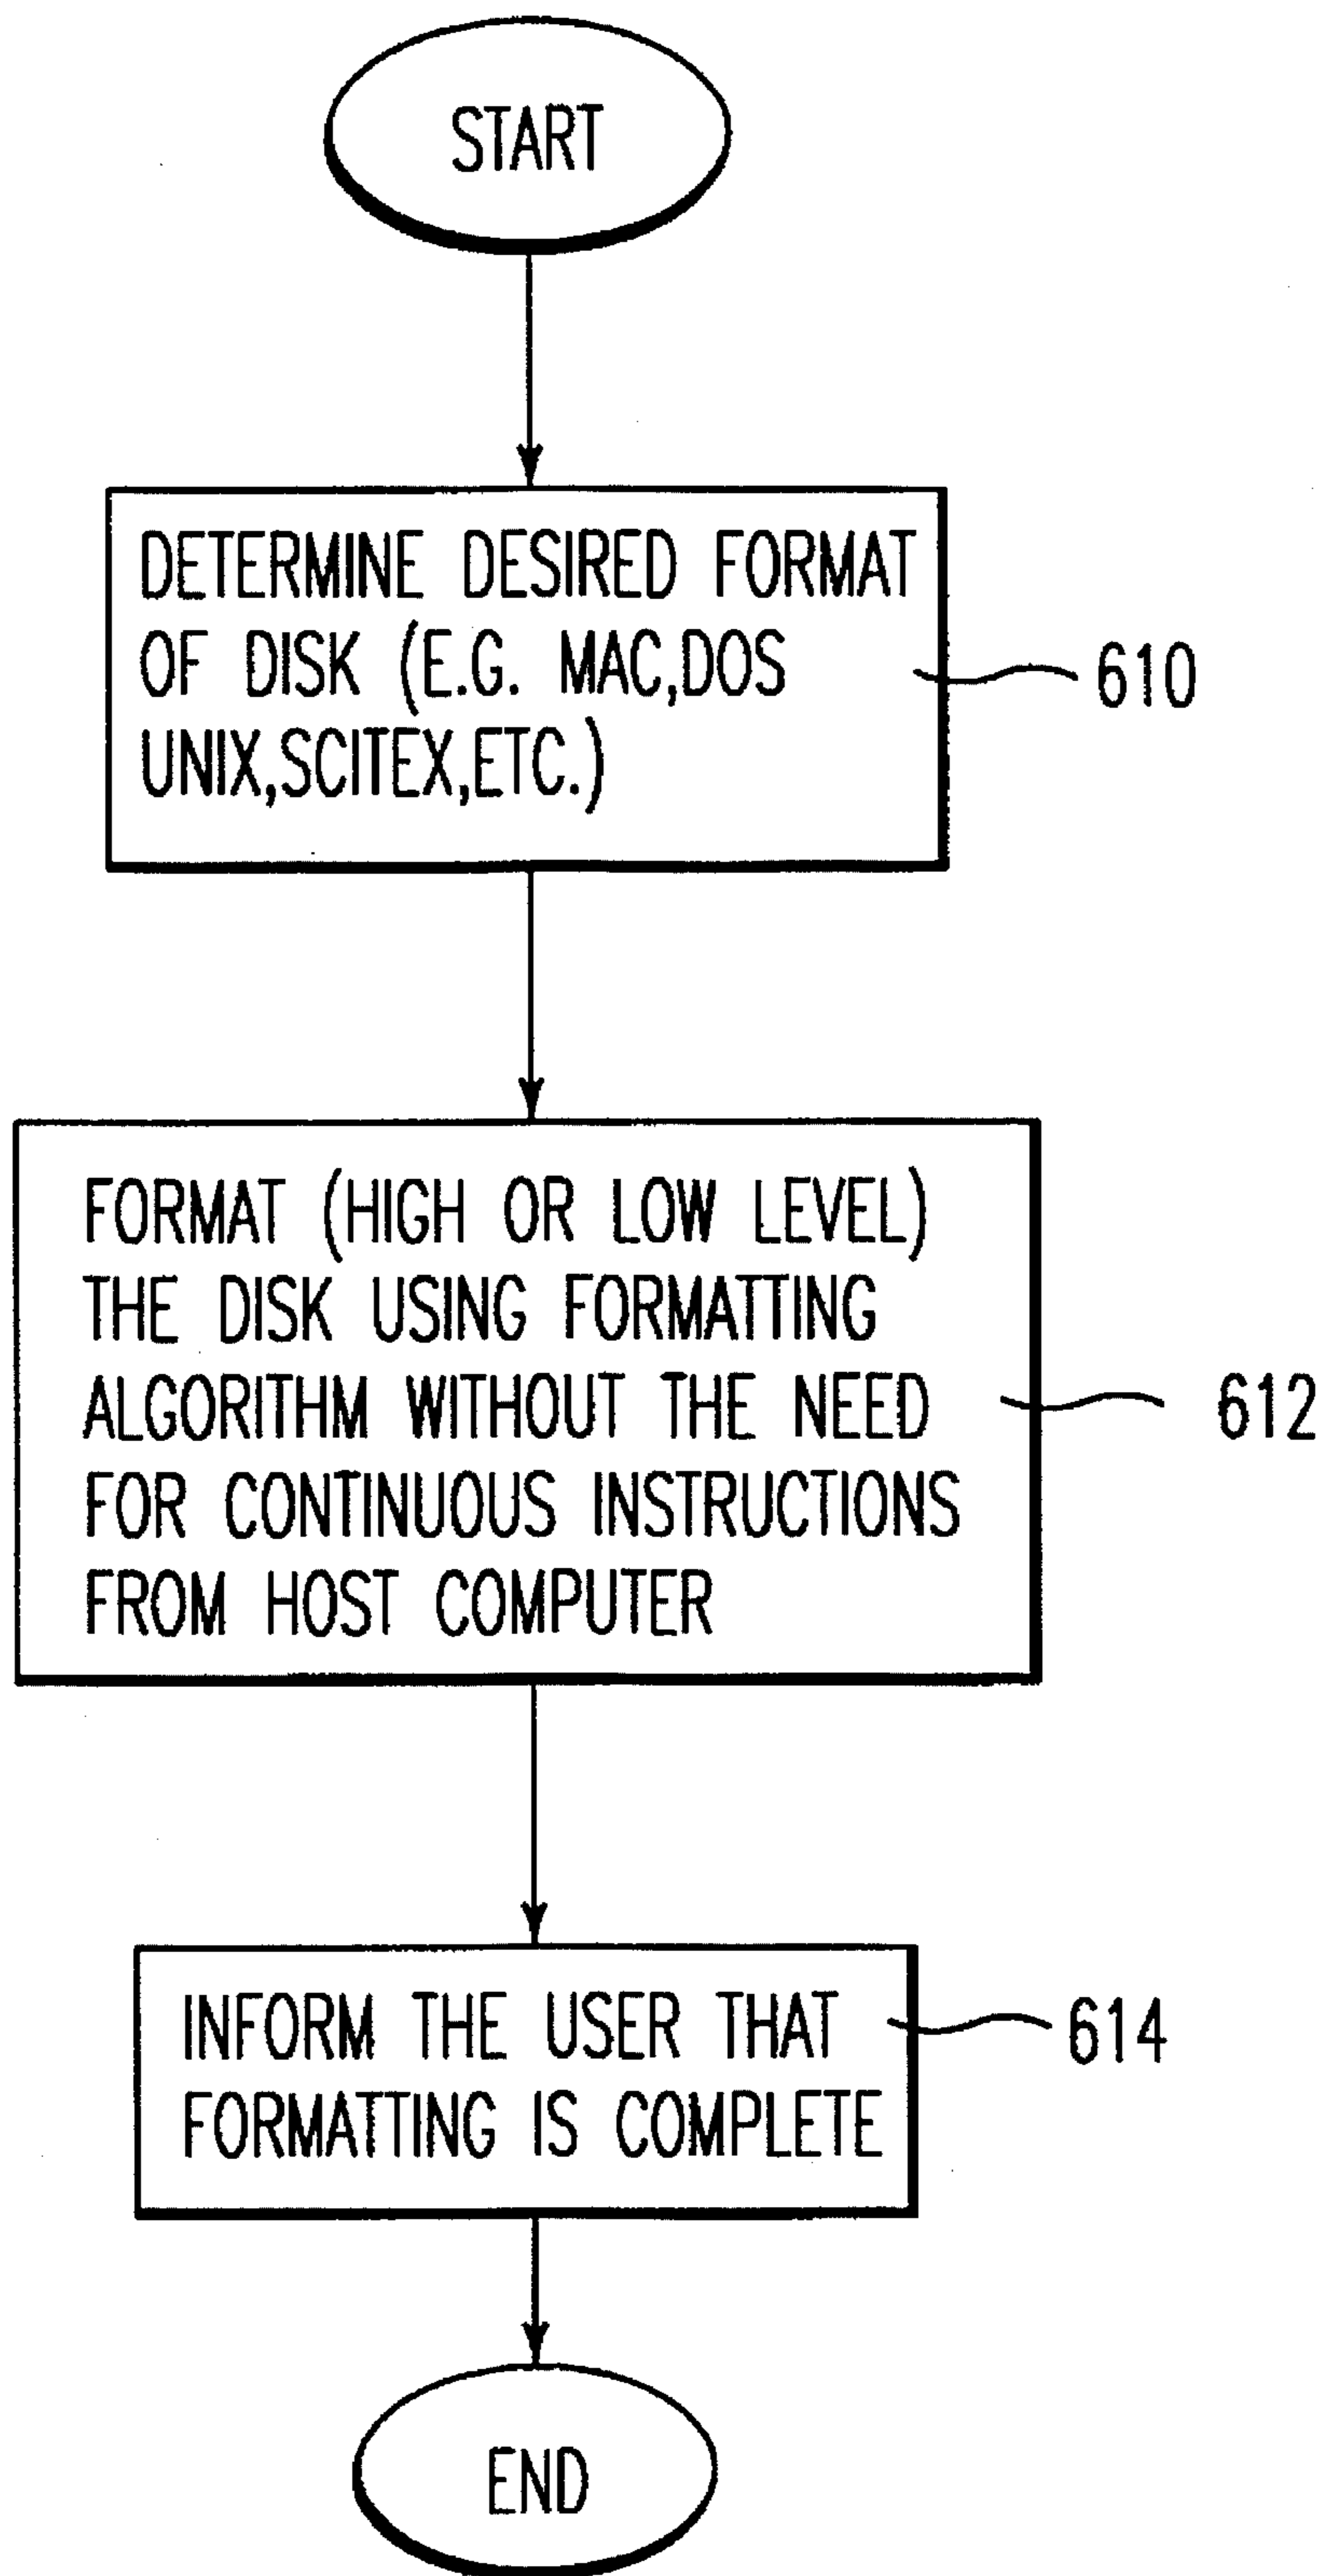 START
DETERMINE DESIRED FORMAT
OF DISK (E.G. MAC,DOS
UNIX,SCITEX,ETC.)
610
FORMAT (HIGH OR LOW LEVEL)
THE DISK USING FORMATTING
ALGORITHM WITHOUT THE NEED
FOR CONTINUOUS INSTRUCTIONS
FROM HOST COMPUTER
612
INFORM THE USER THAT
FORMATTING IS COMPLETE
614
END